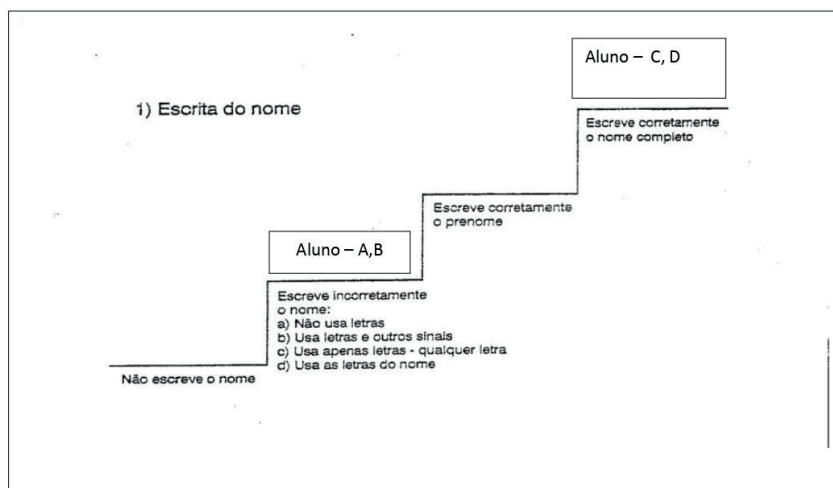 Aluno – C, D
1) Escrita do nome
Escreve corretamente
o nome completo
Escreve corretamente
o prenome
Aluno – A,B
Escreve incorretamente
o nome:
a) Não usa letras
b) Usa letras e outros sinais
c) Usa apenas letras - qualquer letra
d) Usa as letras do nome
Não escreve o nome